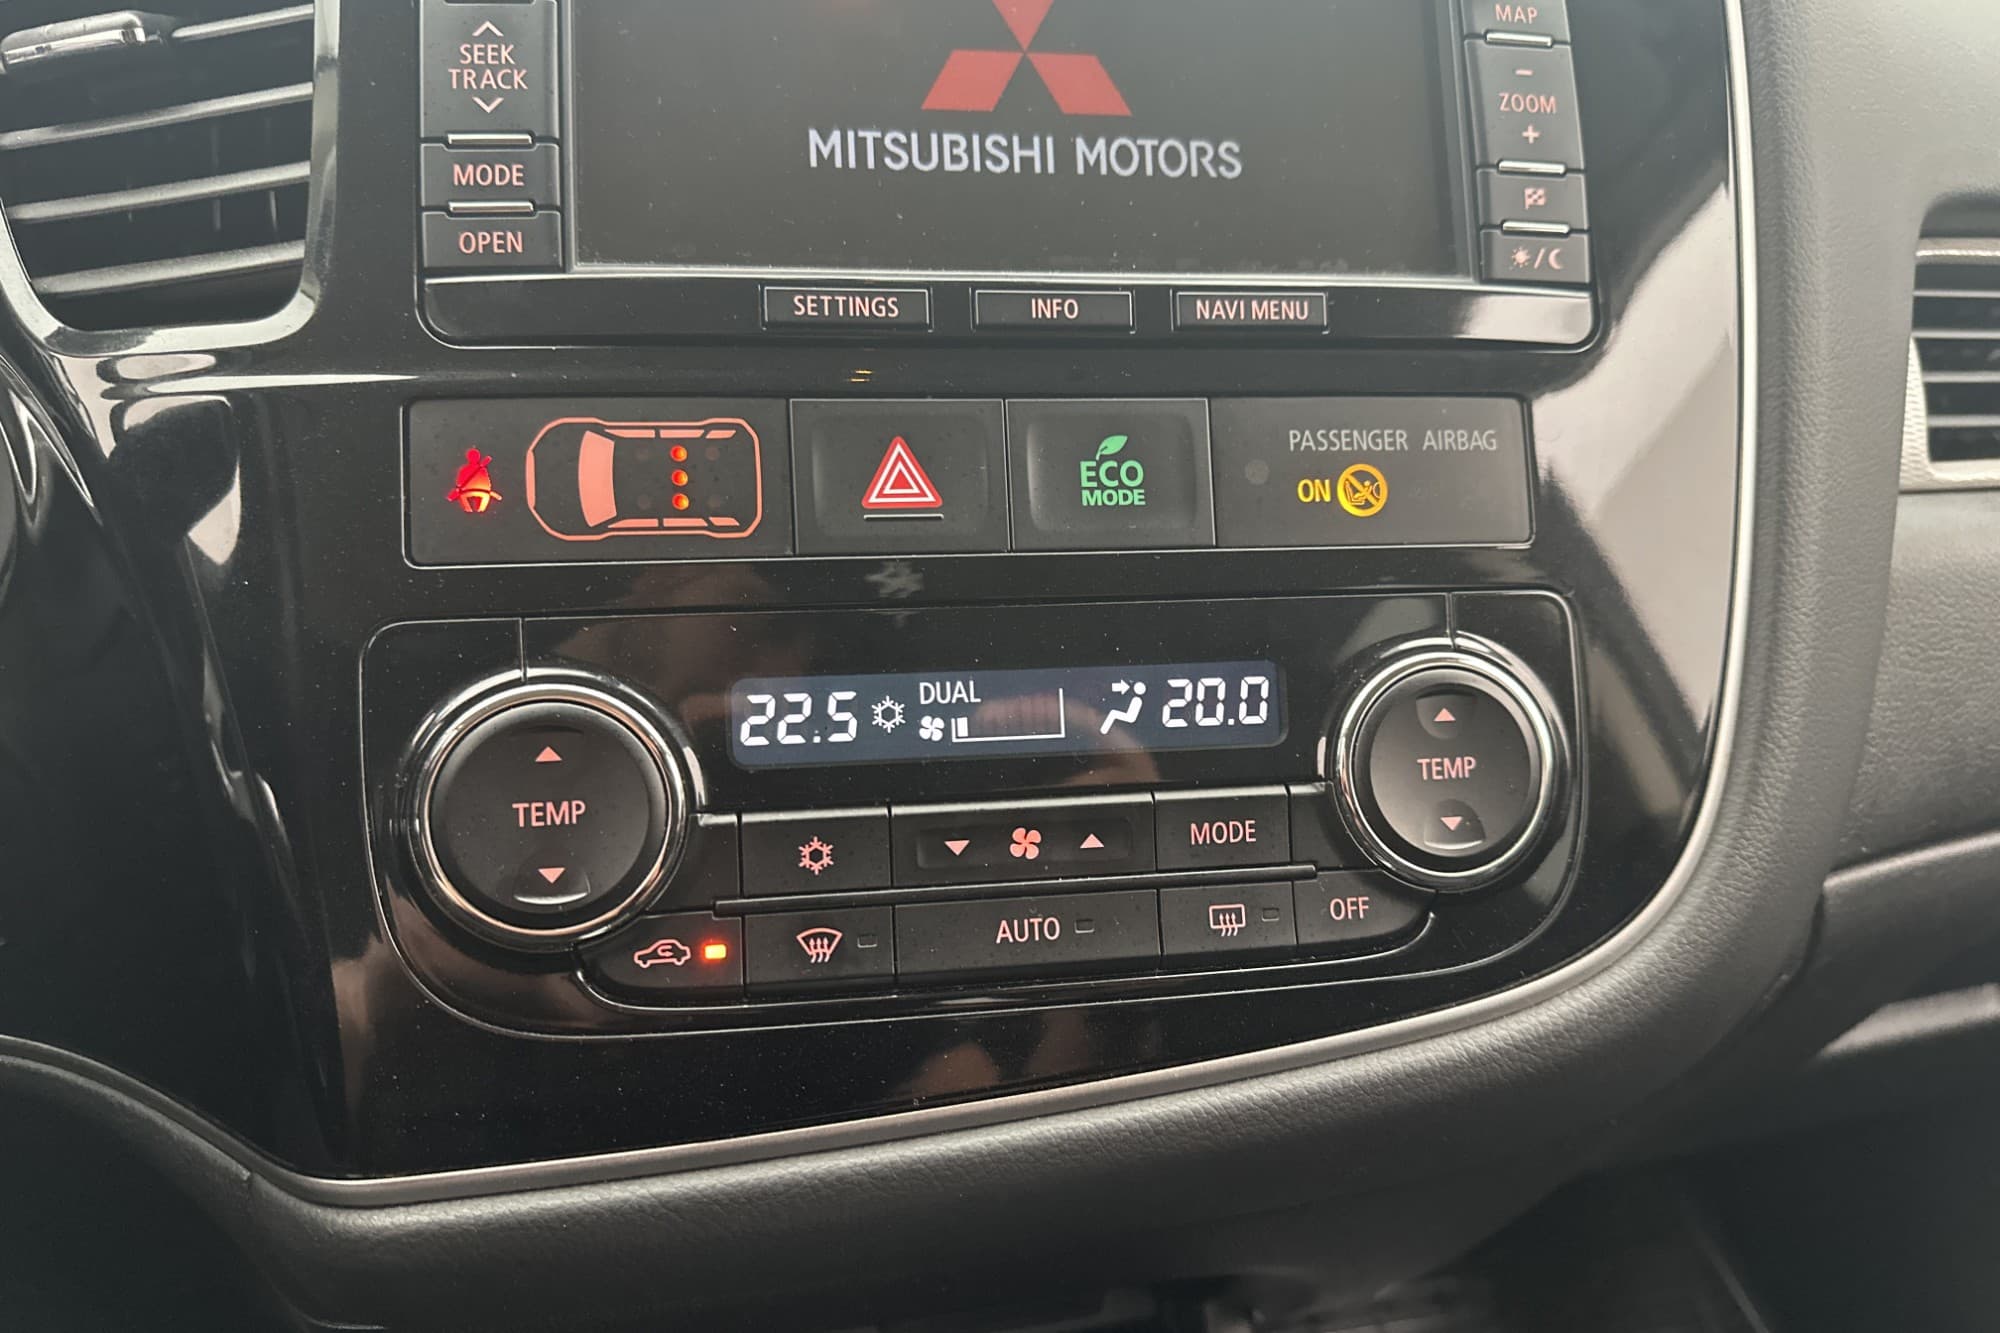 SEEK
TRACK
MODE
OPEN
MITSUBISHI MOTORS
MAP
-
ZOOM
+
SETTINGS
INFO
NAVI MENU
ECO
MODE
PASSENGER AIRBAG
ON
22.5
DUAL
20.0
TEMP
TEMP
MODE
AUTO
OFF